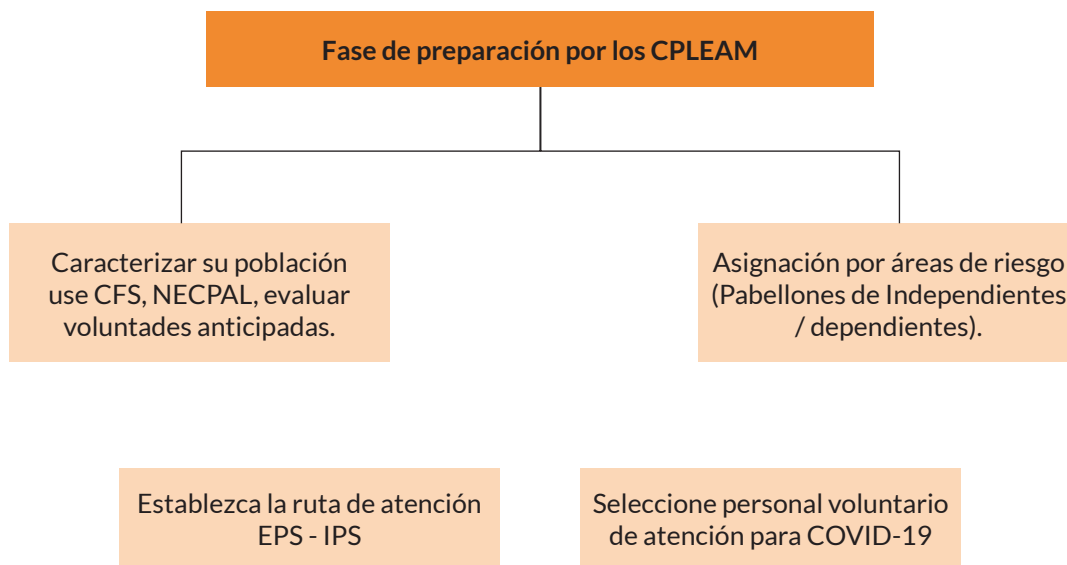 Fase de preparación por los CPLEAM
Caracterizar su población
use CFS, NECPAL, evaluar
voluntades anticipadas.
Asignación por áreas de riesgo
(Pabellones de Independientes
/ dependientes).
Establezca la ruta de atención
EPS - IPS
Seleccione personal voluntario
de atención para COVID-19